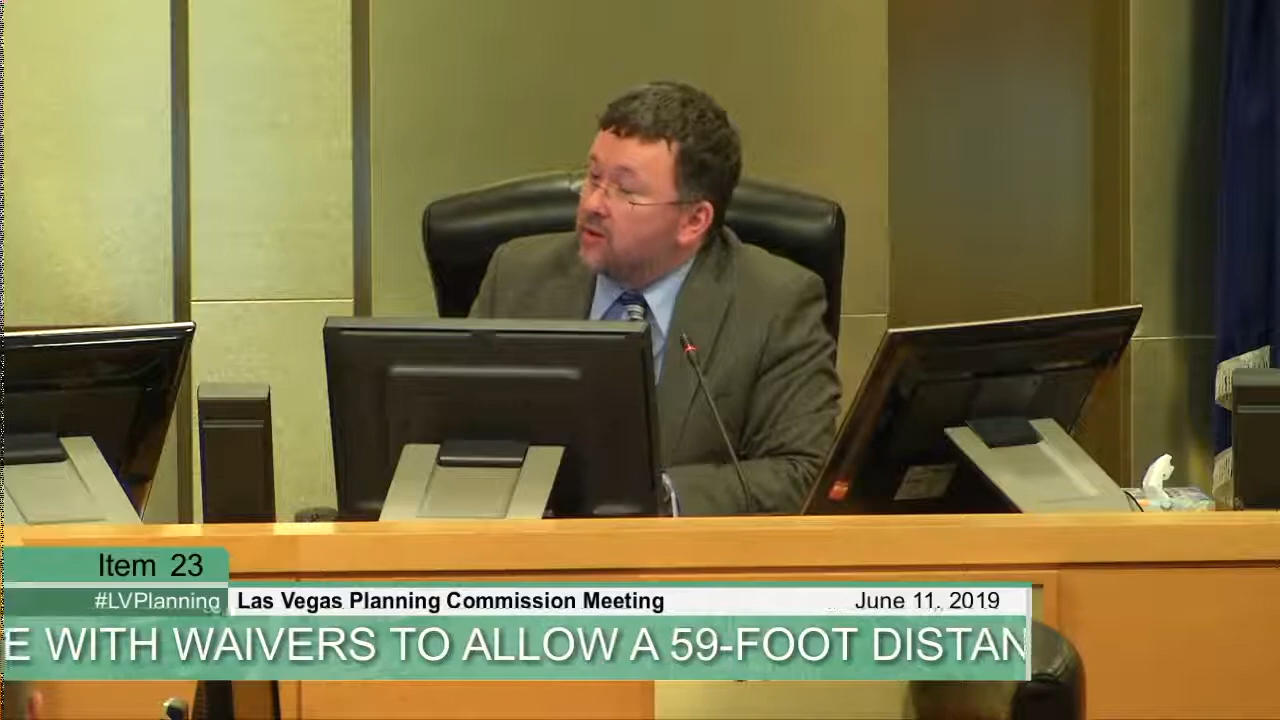 Item 23
#LVPlanning
Las Vegas Planning Commission Meeting
June 11, 2019
E WITH WAIVERS TO ALLOW A 59-FOOT DISTAN